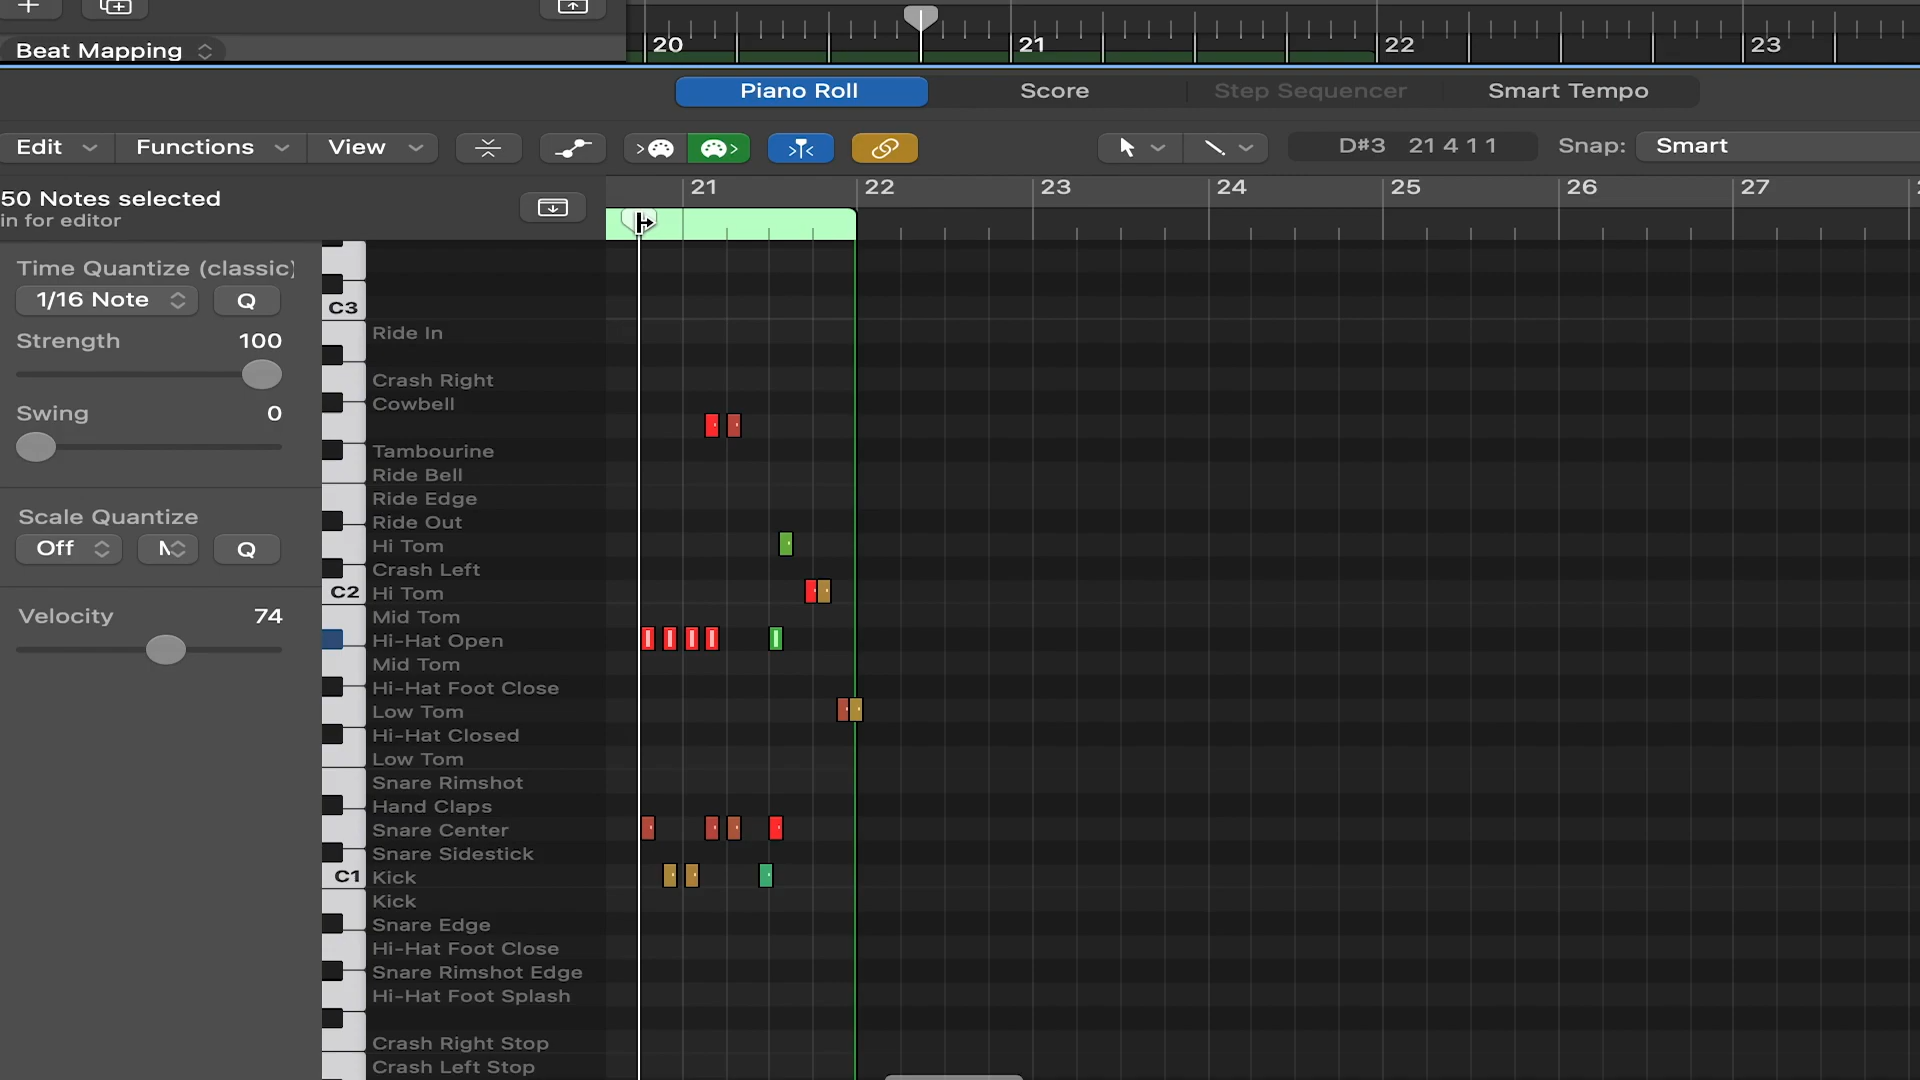 Beat Mapping
20
21
22
23
Piano Roll
Score
Step Sequencer
Smart Tempo
Edit
Functions
View
D#3 21 4 1 1
Snap:
Smart
50 Notes selected
in for editor
21
22
23
24
25
26
27
Time Quantize (classic)
1/16 Note
Q
Strength
100
Swing
0
Scale Quantize
Off
Q
Velocity
74
C3
C2
C1
Ride In
Crash Right
Cowbell
Tambourine
Ride Bell
Ride Edge
Ride Out
Hi Tom
Crash Left
Hi Tom
Mid Tom
Hi-Hat Open
Mid Tom
Hi-Hat Foot Close
Low Tom
Hi-Hat Closed
Low Tom
Snare Rimshot
Hand Claps
Snare Center
Snare Sidestick
Kick
Kick
Snare Edge
Hi-Hat Foot Close
Snare Rimshot Edge
Hi-Hat Foot Splash
Crash Right Stop
Crash Left Stop